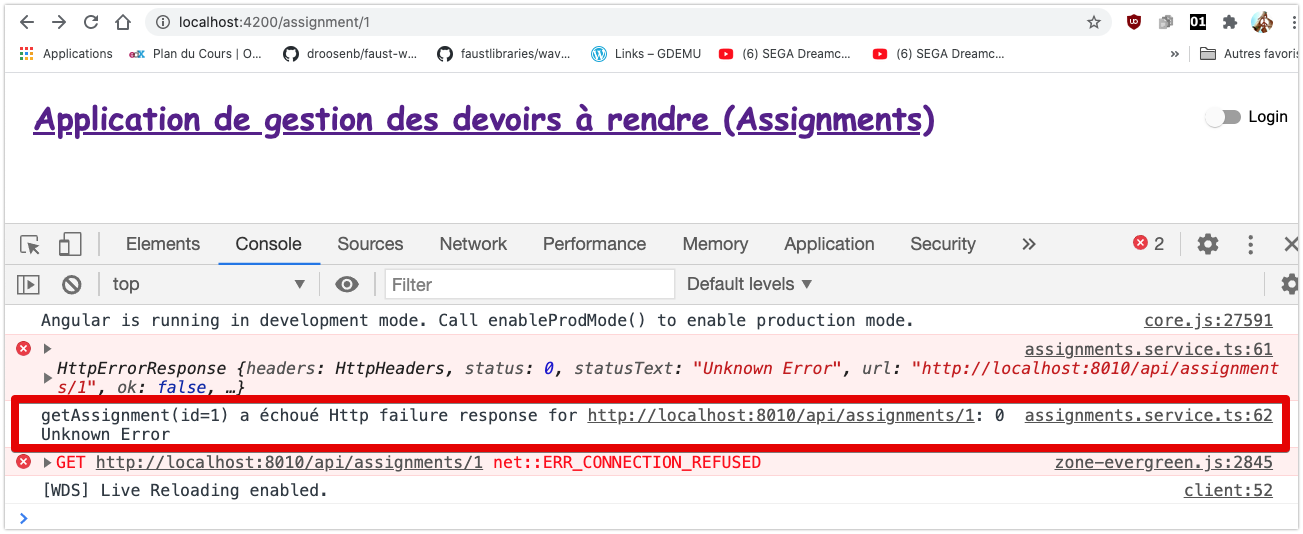 localhost:4200/assignment/1
01
Applications edX Plan du Cours | O... droosenb/faust-w... faustlibraries/wav... Links – GDEMU (6) SEGA Dreamc... (6) SEGA Dreamc... » Autres favoris
Application de gestion des devoirs à rendre (Assignments)
Login
Elements Console Sources Network Performance Memory Application Security » 2
top ▼ Filter Default levels ▼
Angular is running in development mode. Call enableProdMode() to enable production mode. core.js:27591
assignments.service.ts:61
HttpErrorResponse {headers: HttpHeaders, status: 0, statusText: "Unknown Error", url: "http://localhost:8010/api/assignment
s/1", ok: false, …}
getAssignment(id=1) a échoué Http failure response for http://localhost:8010/api/assignments/1: 0 assignments.service.ts:62
Unknown Error
GET http://localhost:8010/api/assignments/1 net::ERR_CONNECTION_REFUSED zone-evergreen.js:2845
[WDS] Live Reloading enabled. client:52